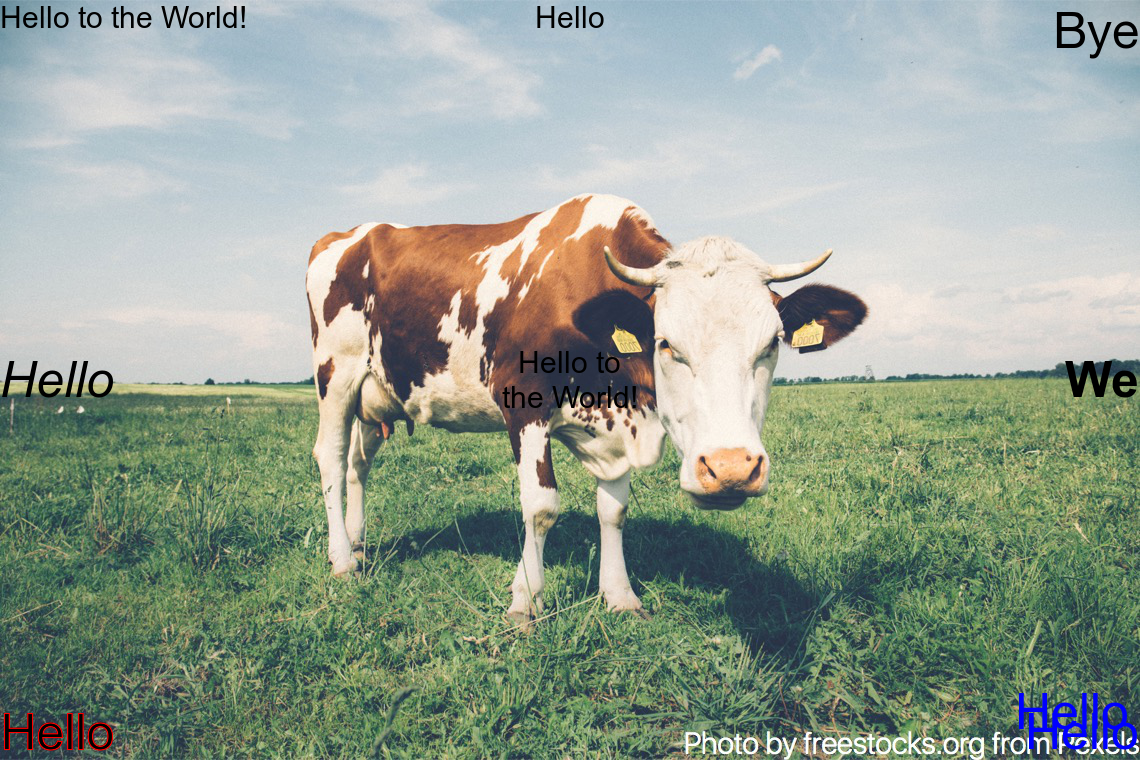 Hello to the World!
Hello
Bye
Hello to
the World!
Hello
We
Hello
Hello
Hello
Photo by freestocks.org from Pexels